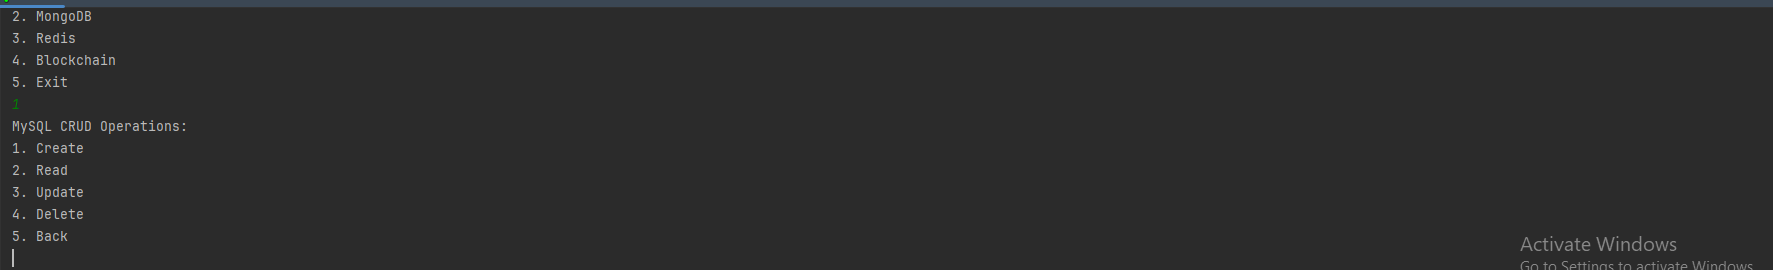 2. MongoDB
3. Redis
4. Blockchain
5. Exit
1
MySQL CRUD Operations:
1. Create
2. Read
3. Update
4. Delete
5. Back
Activate Windows
Go to Settings to activate Windows.